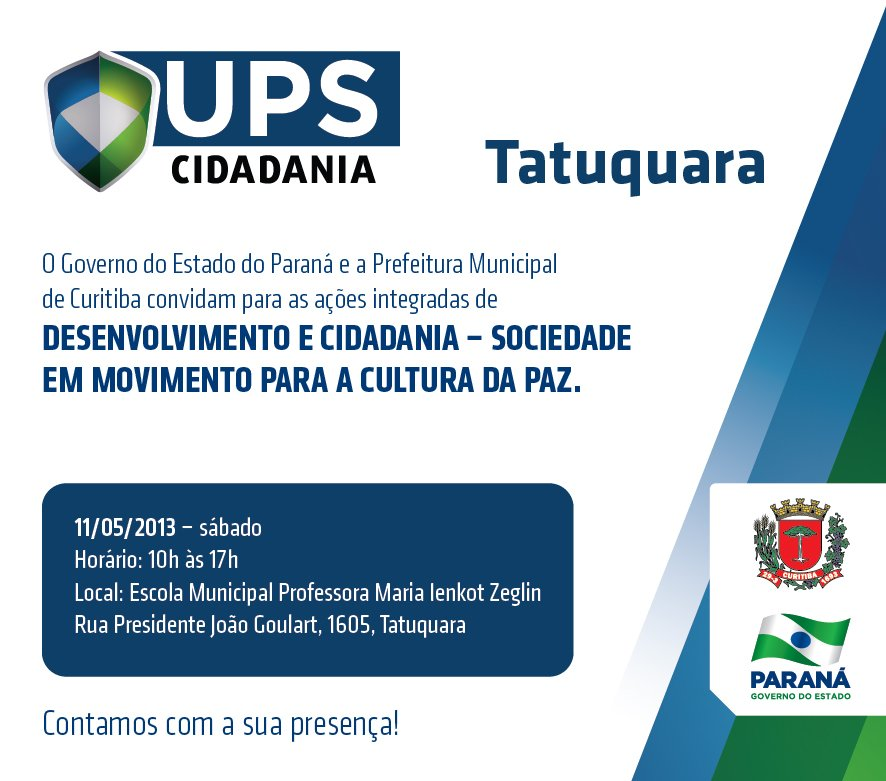 UPS
CIDADANIA
Tatuquara
O Governo do Estado do Paraná e a Prefeitura Municipal
de Curitiba convidam para as ações integradas de
DESENVOLVIMENTO E CIDADANIA – SOCIEDADE
EM MOVIMENTO PARA A CULTURA DA PAZ.
11/05/2013 – sábado
Horário: 10h às 17h
Local: Escola Municipal Professora Maria Ienkot Zeglin
Rua Presidente João Goulart, 1605, Tatuquara
Contamos com a sua presença!
29-3 CURITIBA 1693
PARANÁ
GOVERNO DO ESTADO